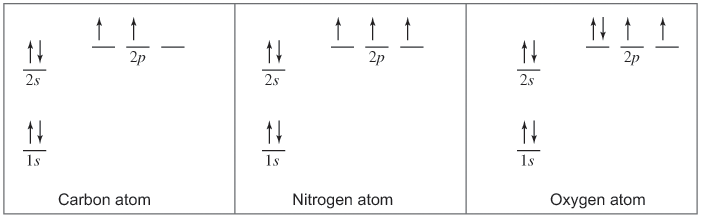 2p
2s
1s
Carbon atom
2p
2s
1s
Nitrogen atom
2p
2s
1s
Oxygen atom